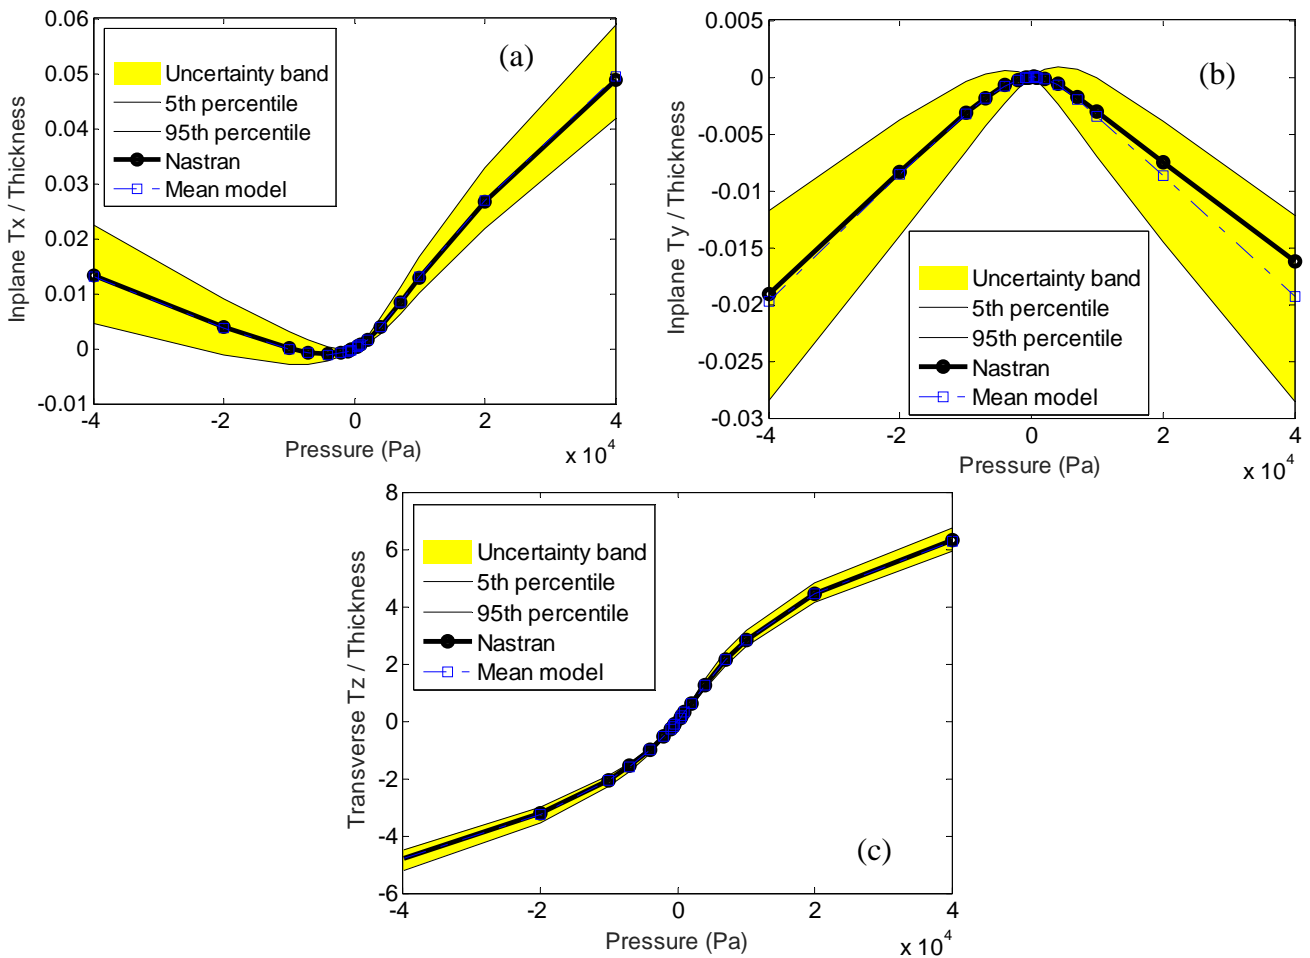 0.06
0.05
0.04
0.03
0.02
0.01
0
-0.01
Inplane Tx / Thickness
Uncertainty band
5th percentile
95th percentile
Nastran
Mean model
(a)
-4 -2 0 2 4
Pressure (Pa)
x 10^4
0.005
0
-0.005
-0.01
-0.015
-0.02
-0.025
-0.03
Inplane Ty / Thickness
(b)
Uncertainty band
5th percentile
95th percentile
Nastran
Mean model
-4 -2 0 2 4
Pressure (Pa)
x 10^4
8
6
4
2
0
-2
-4
-6
Transverse Tz / Thickness
Uncertainty band
5th percentile
95th percentile
Nastran
Mean model
(c)
-4 -2 0 2 4
Pressure (Pa)
x 10^4